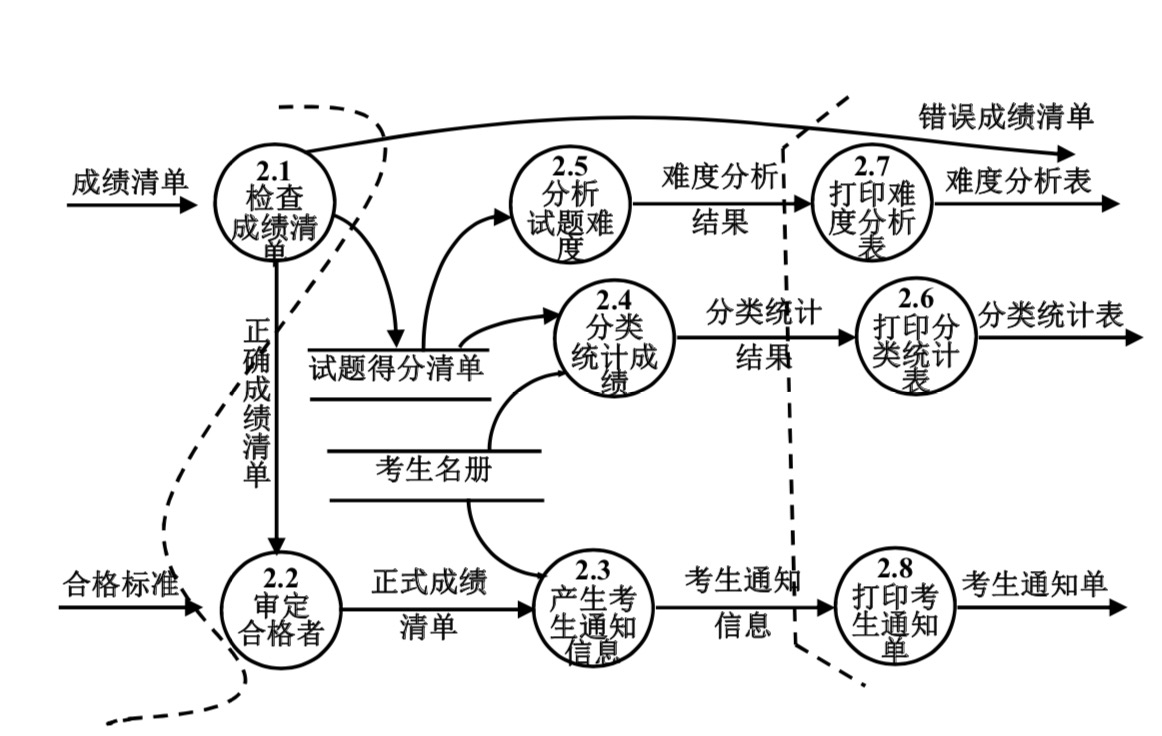 错误成绩清单
成绩清单
2.1
检查
成绩清
单
2.5
分析
试题难
度
难度分析
结果
2.7
打印难
度分析
表
难度分析表
正确成绩清单
试题得分清单
2.4
分类
统计成
绩
分类统计
结果
2.6
打印分
类统计
表
分类统计表
考生名册
合格标准
2.2
审定
合格者
正式成绩
清单
2.3
产生考
生通知
信息
考生通知
信息
2.8
打印考
生通知
单
考生通知单